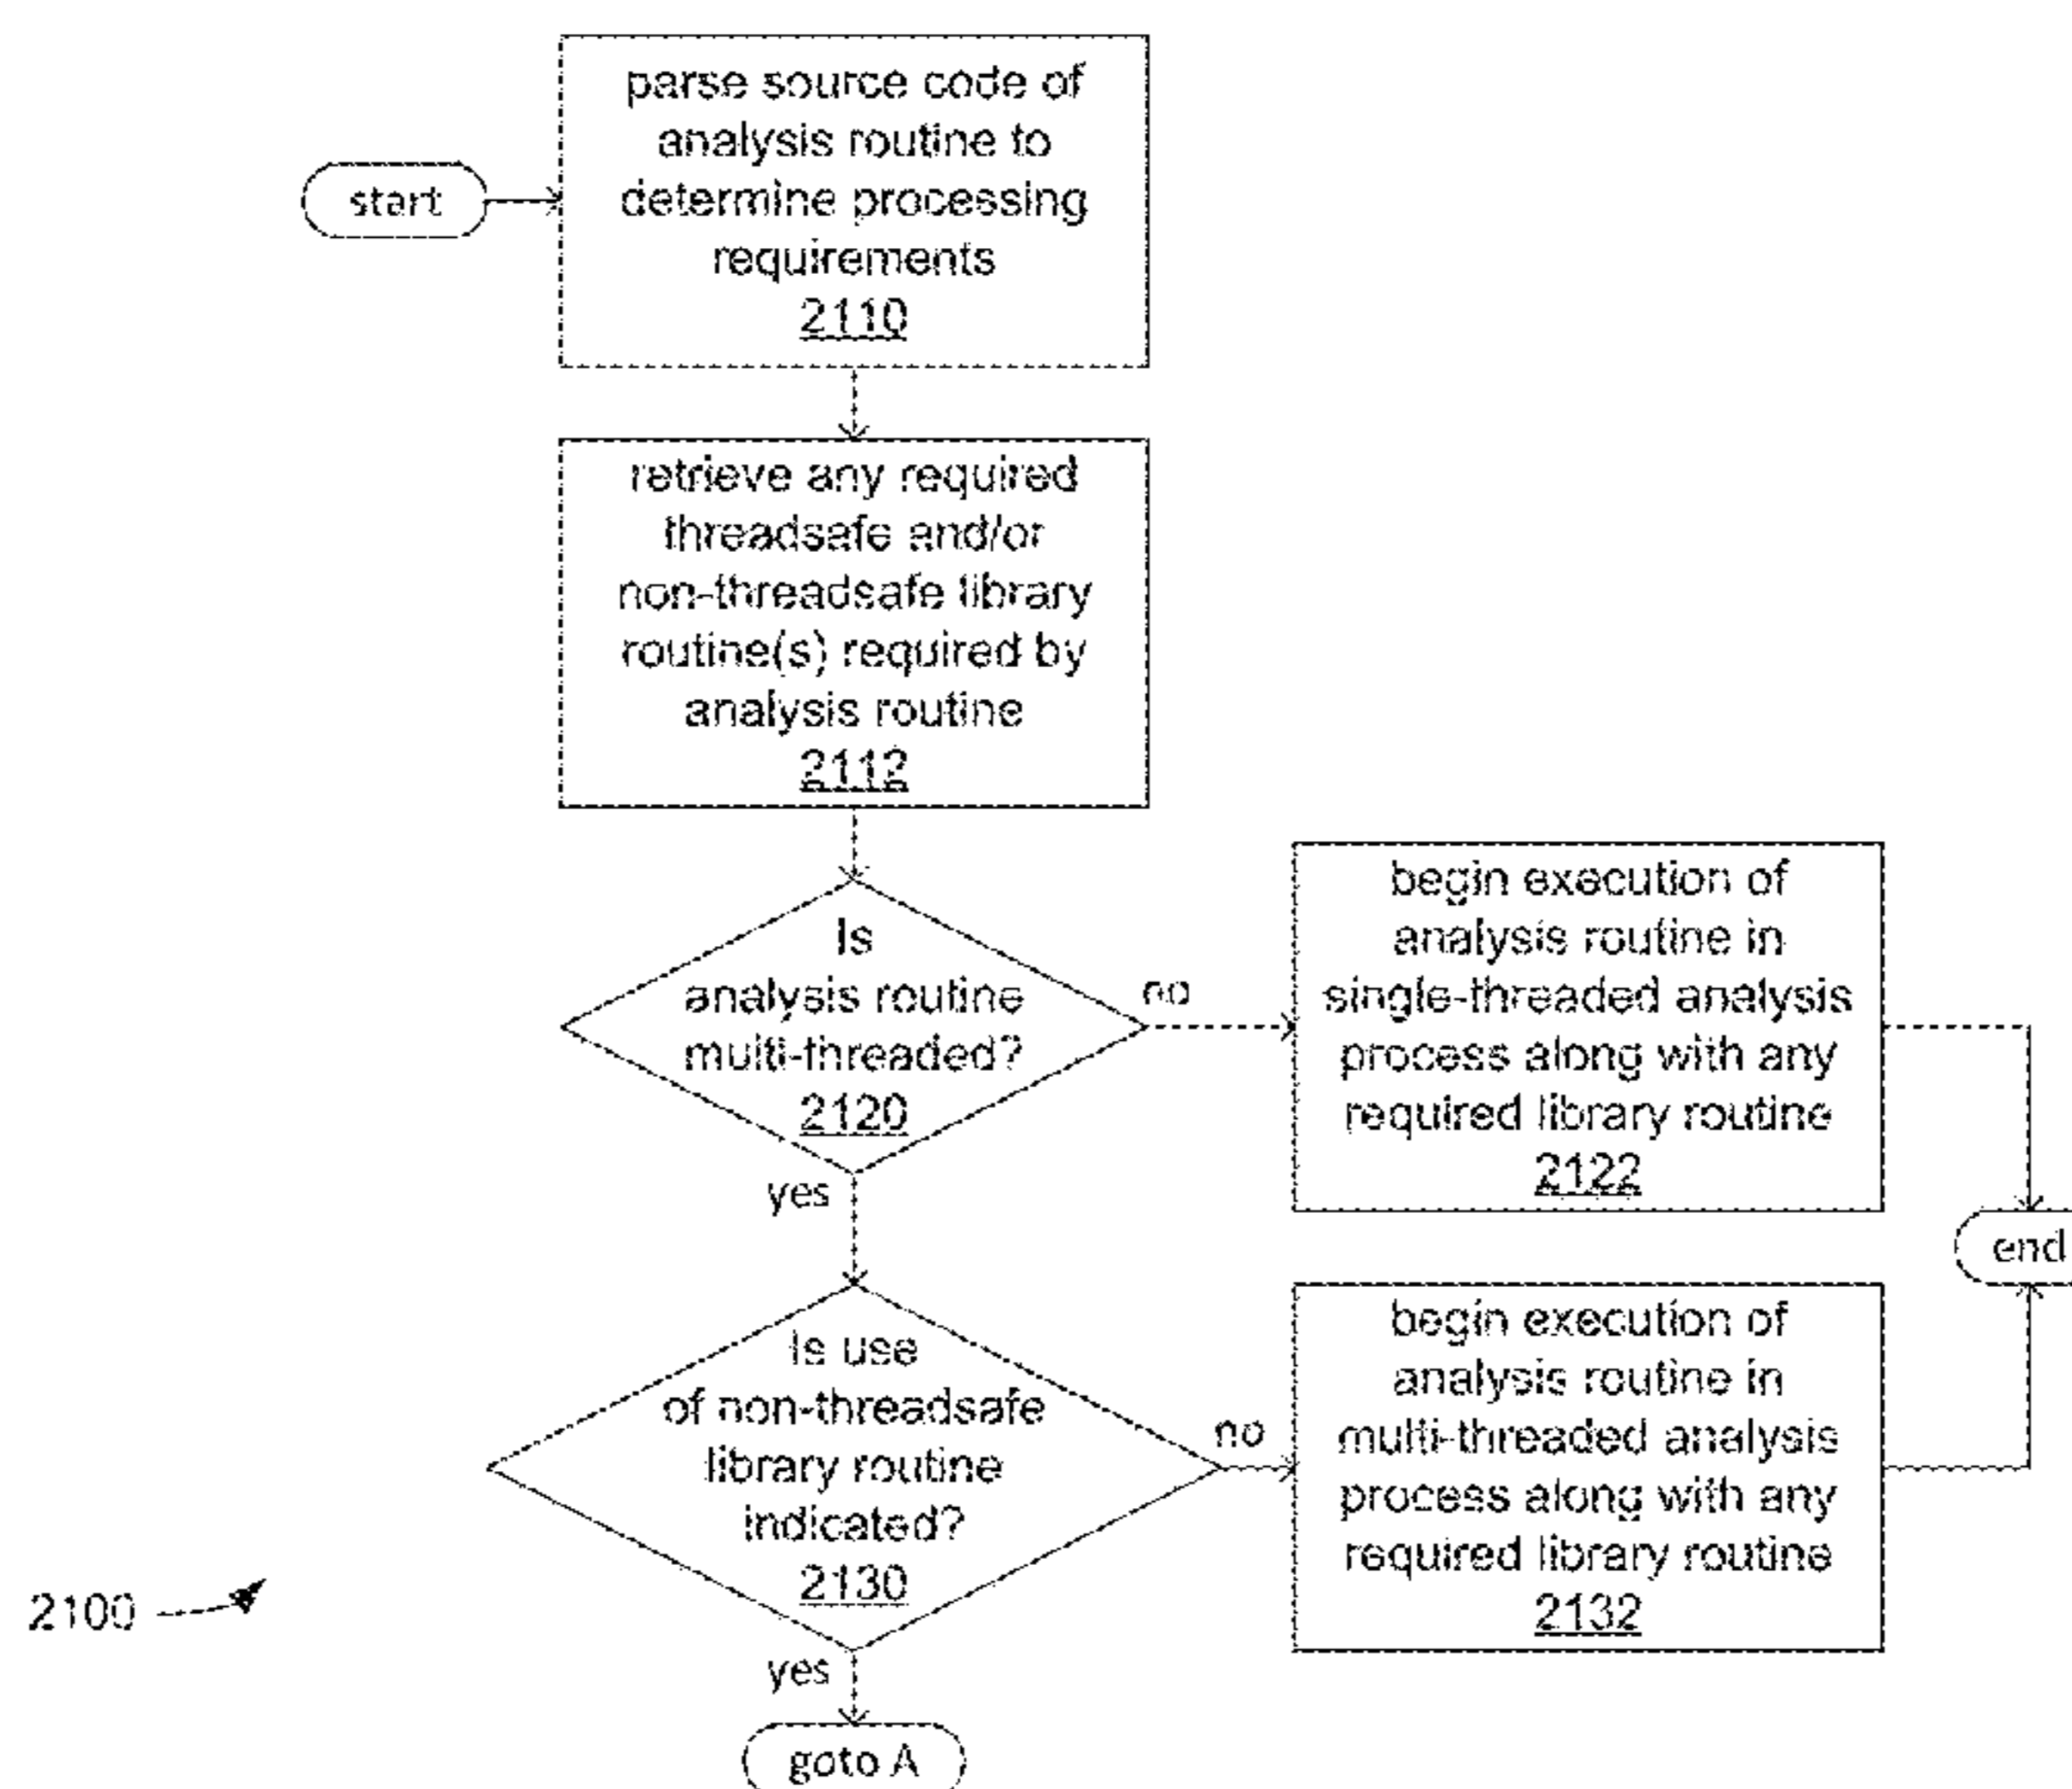 start
parse source code of
analysis routine to
determine processing
requirements
2110
retrieve any required
threadsafe and/or
non-threadsafe library
routine(s) required by
analysis routine
2112
Is
analysis routine
multi-threaded?
2120
no
yes
begin execution of
analysis routine in
single-threaded analysis
process along with any
required library routine
2122
end
Is use
of non-threadsafe
library routine
indicated?
2130
no
yes
begin execution of
analysis routine in
multi-threaded analysis
process along with any
required library routine
2132
2100
goto A